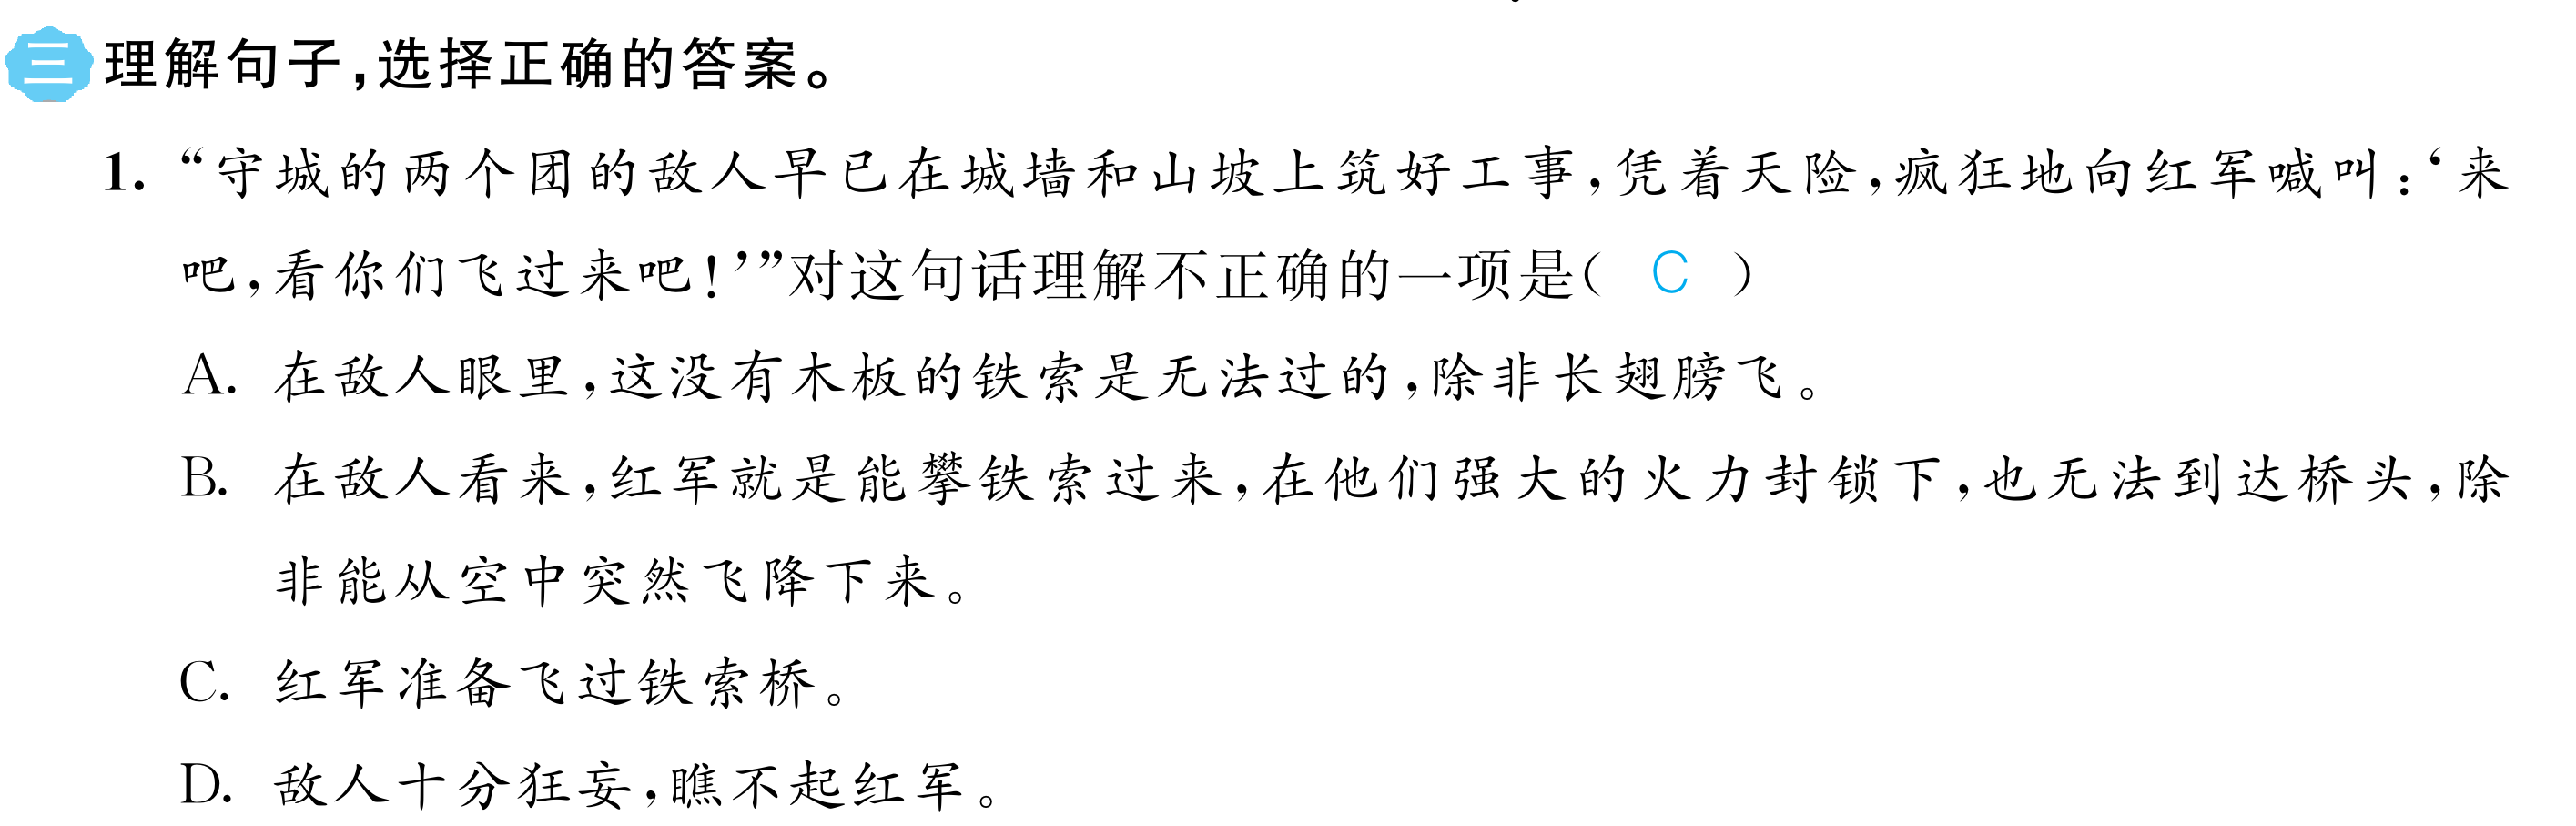 三 理解句子,选择正确的答案。
1. “守城的两个团的敌人早已在城墙和山坡上筑好工事,凭着天险,疯狂地向红军喊叫:‘来
吧,看你们飞过来吧!’”对这句话理解不正确的一项是( C )
A. 在敌人眼里,这没有木板的铁索是无法过的,除非长翅膀飞。
B. 在敌人看来,红军就是能攀铁索过来,在他们强大的火力封锁下,也无法到达桥头,除
非能从空中突然飞降下来。
C. 红军准备飞过铁索桥。
D. 敌人十分狂妄,瞧不起红军。